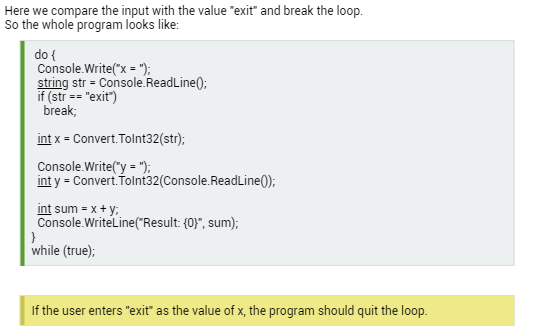 Here we compare the input with the value "exit" and break the loop.
So the whole program looks like:
do {
Console.Write("x = ");
string str = Console.ReadLine();
if (str == "exit")
break;
int x = Convert.ToInt32(str);
Console.Write("y = ");
int y = Convert.ToInt32(Console.ReadLine());
int sum = x + y;
Console.WriteLine("Result: {0}", sum);
}
while (true);
If the user enters "exit" as the value of x, the program should quit the loop.